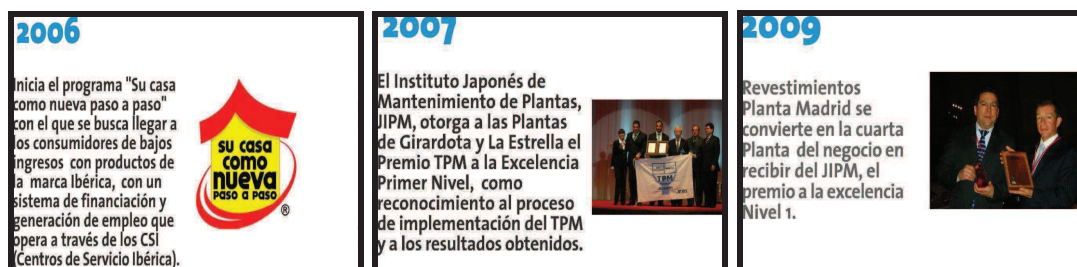 2006
Inicia el programa "Su casa
como nueva paso a paso"
con el que se busca llegar a
los consumidores de bajos
ingresos con productos de
la marca Ibérica, con un
sistema de financiación y
generación de empleo que
opera a través de los CSI
(Centros de Servicio Ibérica).
su casa
como
nueva
PASO A PASO
®
2007
El Instituto Japonés de
Mantenimiento de Plantas,
JIPM, otorga a las Plantas
de Girardota y La Estrella el
Premio TPM a la Excelencia
Primer Nivel, como
reconocimiento al proceso
de implementación del TPM
y a los resultados obtenidos.
TPM
2009
Revestimientos
Planta Madrid se
convierte en la cuarta
Planta del negocio en
recibir del JIPM, el
premio a la excelencia
Nivel 1.